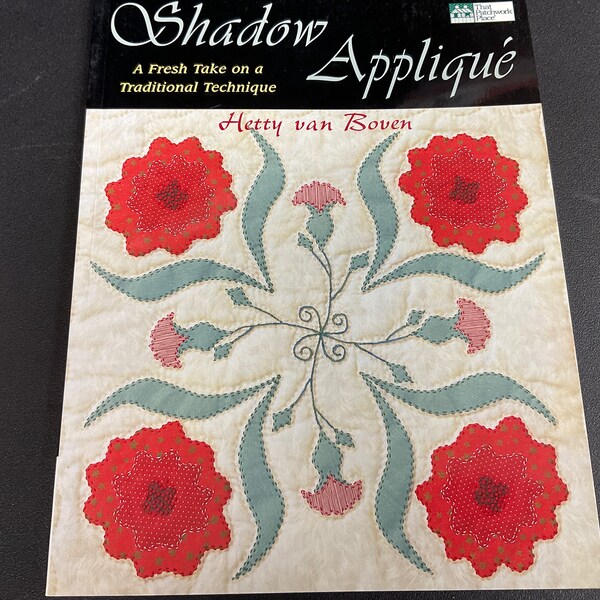 Shadow
Appliqué
A Fresh Take on a
Traditional Technique
That
Patchwork
Place®
Hetty van Boven